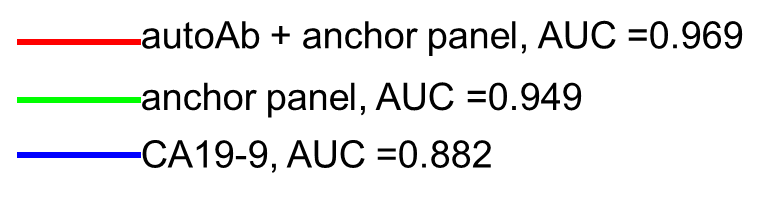 autoAb + anchor panel, AUC =0.969
anchor panel, AUC =0.949
CA19-9, AUC =0.882